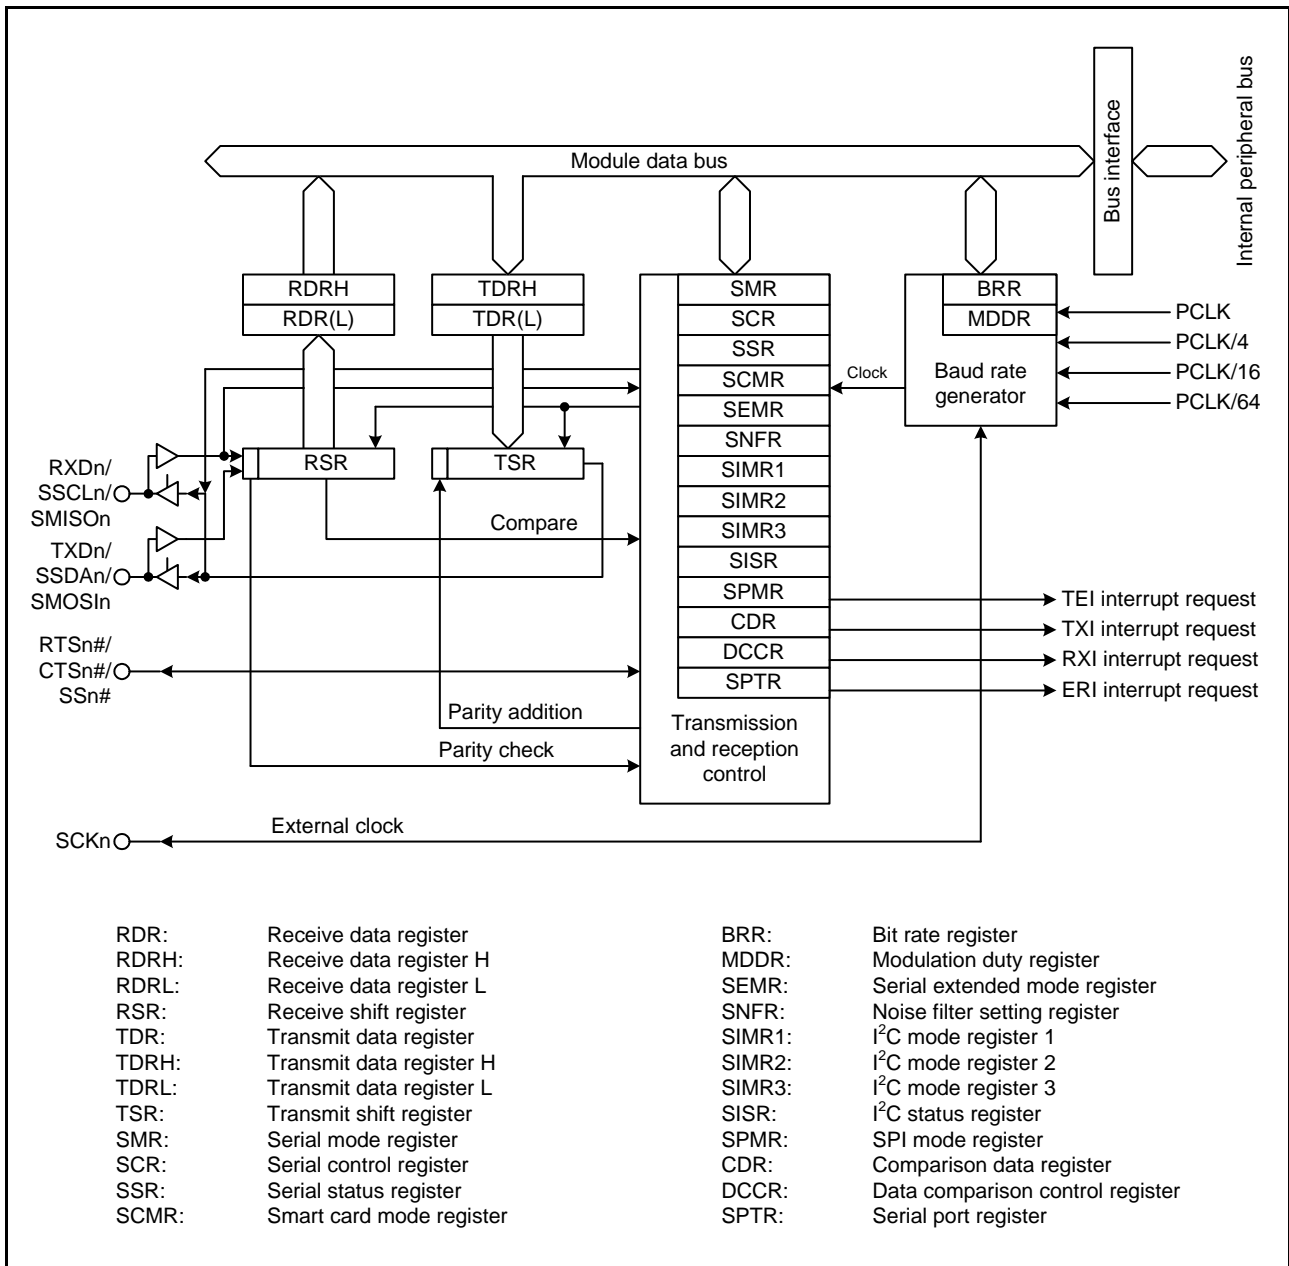 Module data bus
Bus interface
Internal peripheral bus
RDRH
RDR(L)
TDRH
TDR(L)
SMR
SCR
SSR
SCMR
SEMR
SNFR
SIMR1
SIMR2
SIMR3
SISR
SPMR
CDR
DCCR
SPTR
Transmission
and reception
control
BRR
MDDR
Baud rate
generator
Clock
PCLK
PCLK/4
PCLK/16
PCLK/64
RSR
TSR
RXDn/
SSCLn/
SMISOn
TXDn/
SSDAn/
SMOSIn
Compare
RTSn#/
CTSn#/
SSn#
Parity addition
Parity check
TEI interrupt request
TXI interrupt request
RXI interrupt request
ERI interrupt request
SCKn
External clock
RDR: Receive data register
RDRH: Receive data register H
RDRL: Receive data register L
RSR: Receive shift register
TDR: Transmit data register
TDRH: Transmit data register H
TDRL: Transmit data register L
TSR: Transmit shift register
SMR: Serial mode register
SCR: Serial control register
SSR: Serial status register
SCMR: Smart card mode register
BRR: Bit rate register
MDDR: Modulation duty register
SEMR: Serial extended mode register
SNFR: Noise filter setting register
SIMR1: I²C mode register 1
SIMR2: I²C mode register 2
SIMR3: I²C mode register 3
SISR: I²C status register
SPMR: SPI mode register
CDR: Comparison data register
DCCR: Data comparison control register
SPTR: Serial port register